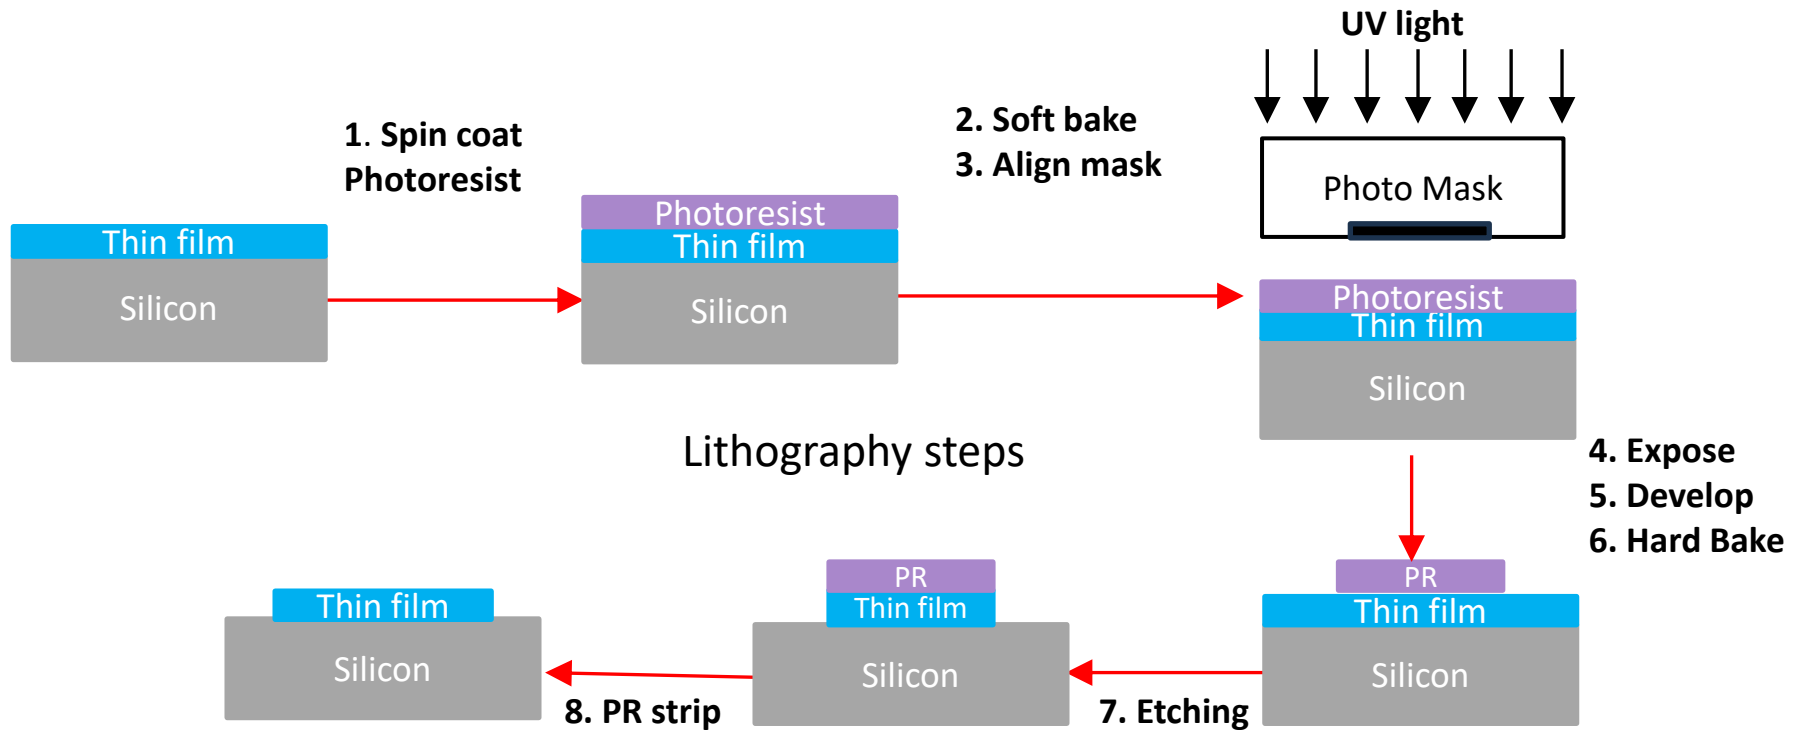 UV light
1. Spin coat
Photoresist
2. Soft bake
3. Align mask
Photo Mask
Thin film
Silicon
Photoresist
Thin film
Silicon
Photoresist
Thin film
Silicon
Lithography steps
4. Expose
5. Develop
6. Hard Bake
PR
Thin film
Silicon
7. Etching
PR
Thin film
Silicon
8. PR strip
Thin film
Silicon